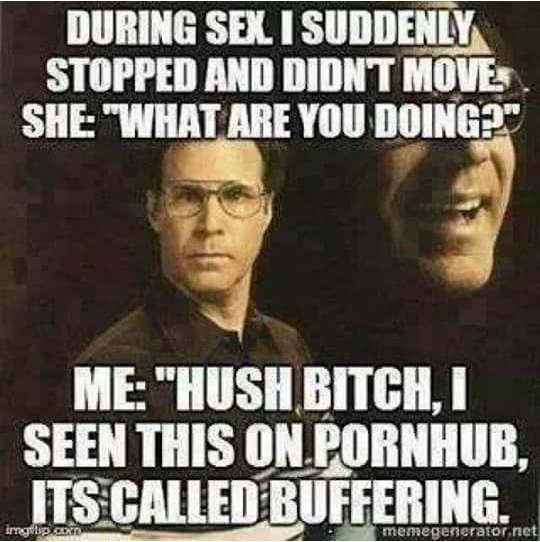 DURING SEX. I SUDDENLY
STOPPED AND DIDN'T MOVE.
SHE: "WHAT ARE YOU DOING?"
ME: "HUSH BITCH, I
SEEN THIS ON PORNHUB,
ITS CALLED BUFFERING.
imgflip.com
memegenerator.net